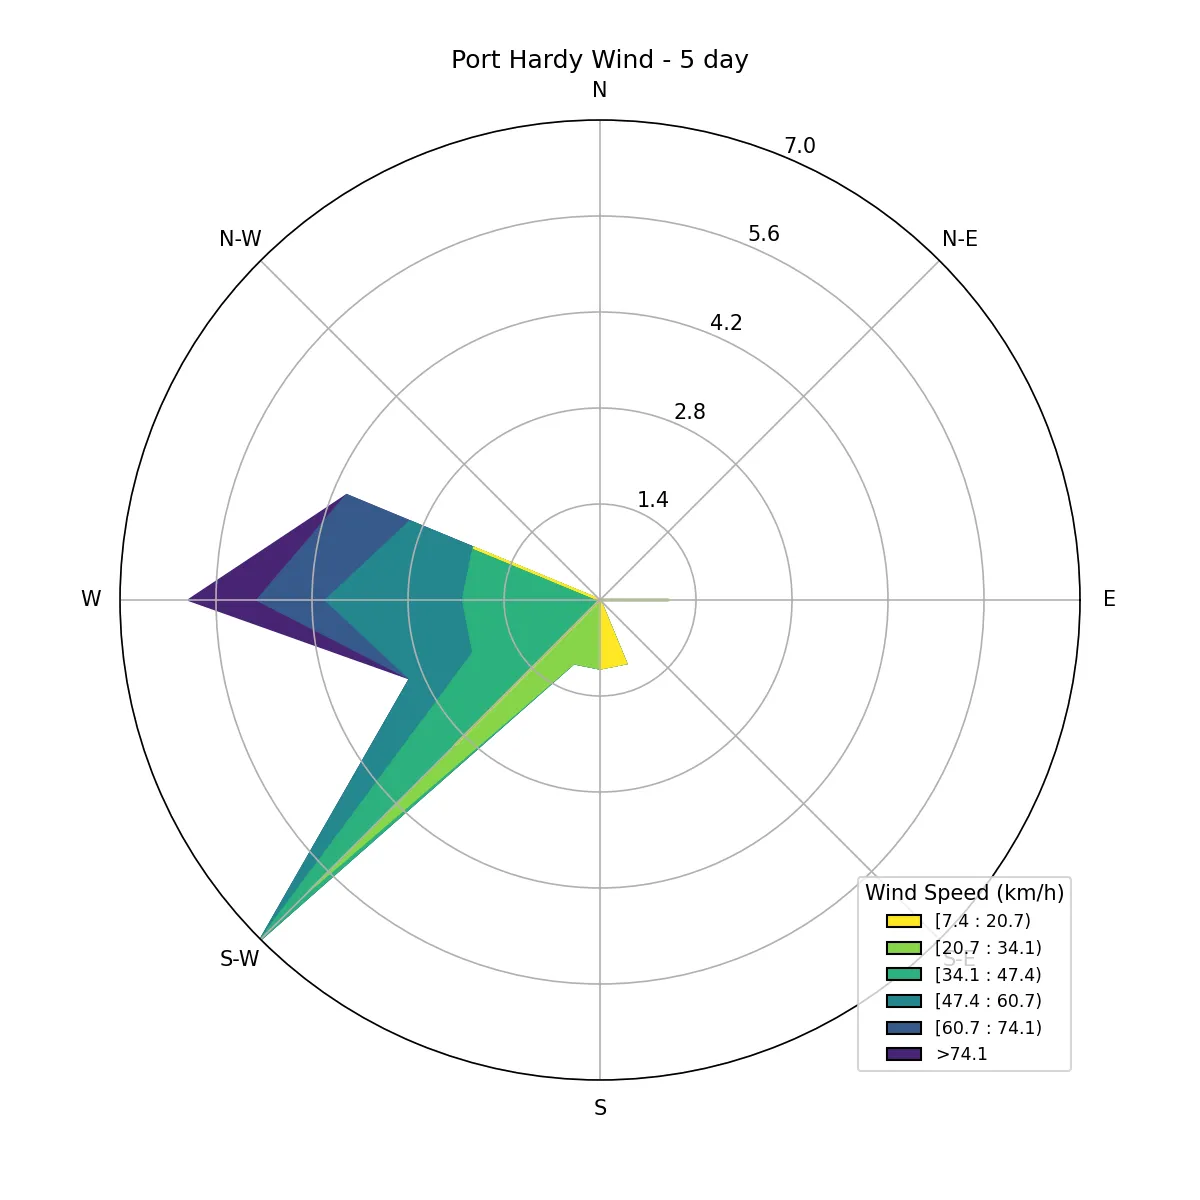 Port Hardy Wind - 5 day
N
7.0
N-W
5.6
N-E
4.2
2.8
1.4
W
E
S-W
S-E
S
Wind Speed (km/h)
[7.4 : 20.7)
[20.7 : 34.1)
[34.1 : 47.4)
[47.4 : 60.7)
[60.7 : 74.1)
>74.1